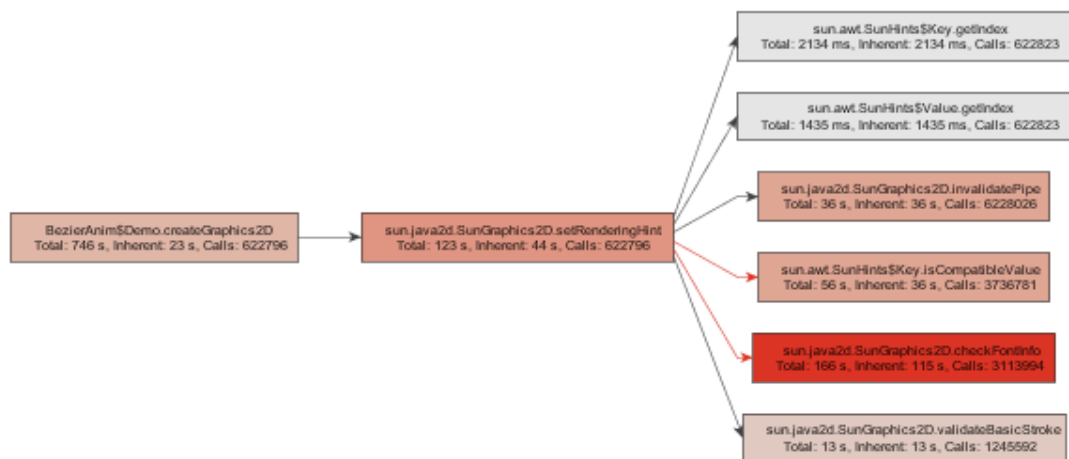 sun.awt.SunHints$Key.getIndex
Total: 2134 ms, Inherent: 2134 ms, Calls: 622823
sun.awt.SunHints$Value.getIndex
Total: 1435 ms, Inherent: 1435 ms, Calls: 622823
sun.java2d.SunGraphics2D.invalidatePipe
Total: 36 s, Inherent: 36 s, Calls: 6228026
BezierAnim$Demo.createGraphics2D
Total: 746 s, Inherent: 23 s, Calls: 622796
sun.java2d.SunGraphics2D.setRenderingHint
Total: 123 s, Inherent: 44 s, Calls: 622796
sun.awt.SunHints$Key.isCompatibleValue
Total: 56 s, Inherent: 36 s, Calls: 3736781
sun.java2d.SunGraphics2D.checkFontInfo
Total: 166 s, Inherent: 115 s, Calls: 3113994
sun.java2d.SunGraphics2D.validateBasicStroke
Total: 13 s, Inherent: 13 s, Calls: 1245592